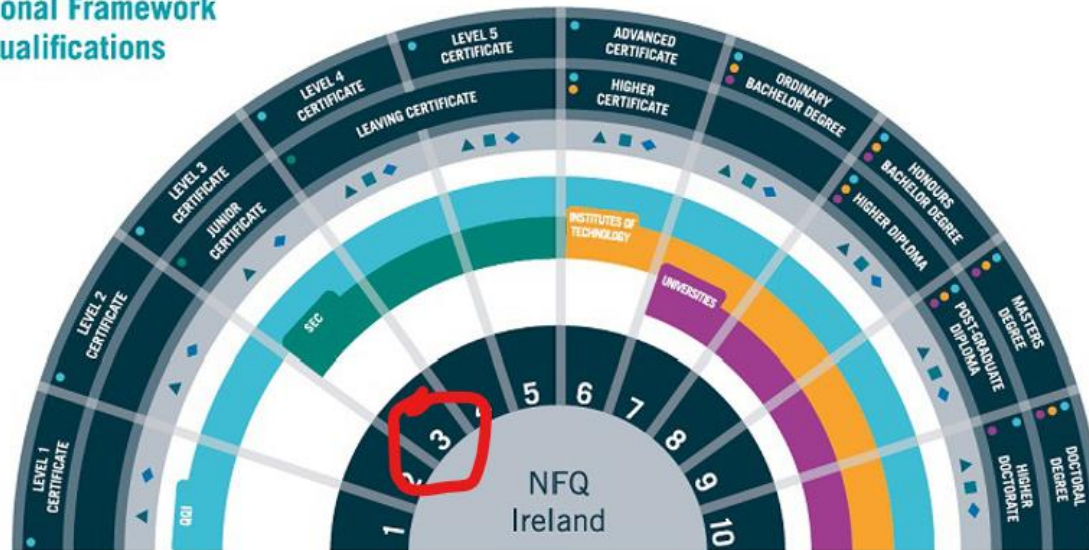 onal Framework
ualifications
LEVEL 1
CERTIFICATE
LEVEL 2
CERTIFICATE
LEVEL 3
CERTIFICATE
JUNIOR
CERTIFICATE
LEVEL 4
CERTIFICATE
LEAVING CERTIFICATE
LEVEL 5
CERTIFICATE
ADVANCED
CERTIFICATE
HIGHER
CERTIFICATE
ORDINARY
BACHELOR DEGREE
HONOURS
BACHELOR DEGREE
HIGHER DIPLOMA
MASTERS
DEGREE
POST-GRADUATE
DIPLOMA
DOCTORAL
DEGREE
HIGHER
DOCTORATE
QQI
SEC
INSTITUTES OF
TECHNOLOGY
UNIVERSITIES
1
2
3
5
6
7
8
9
10
NFQ
Ireland